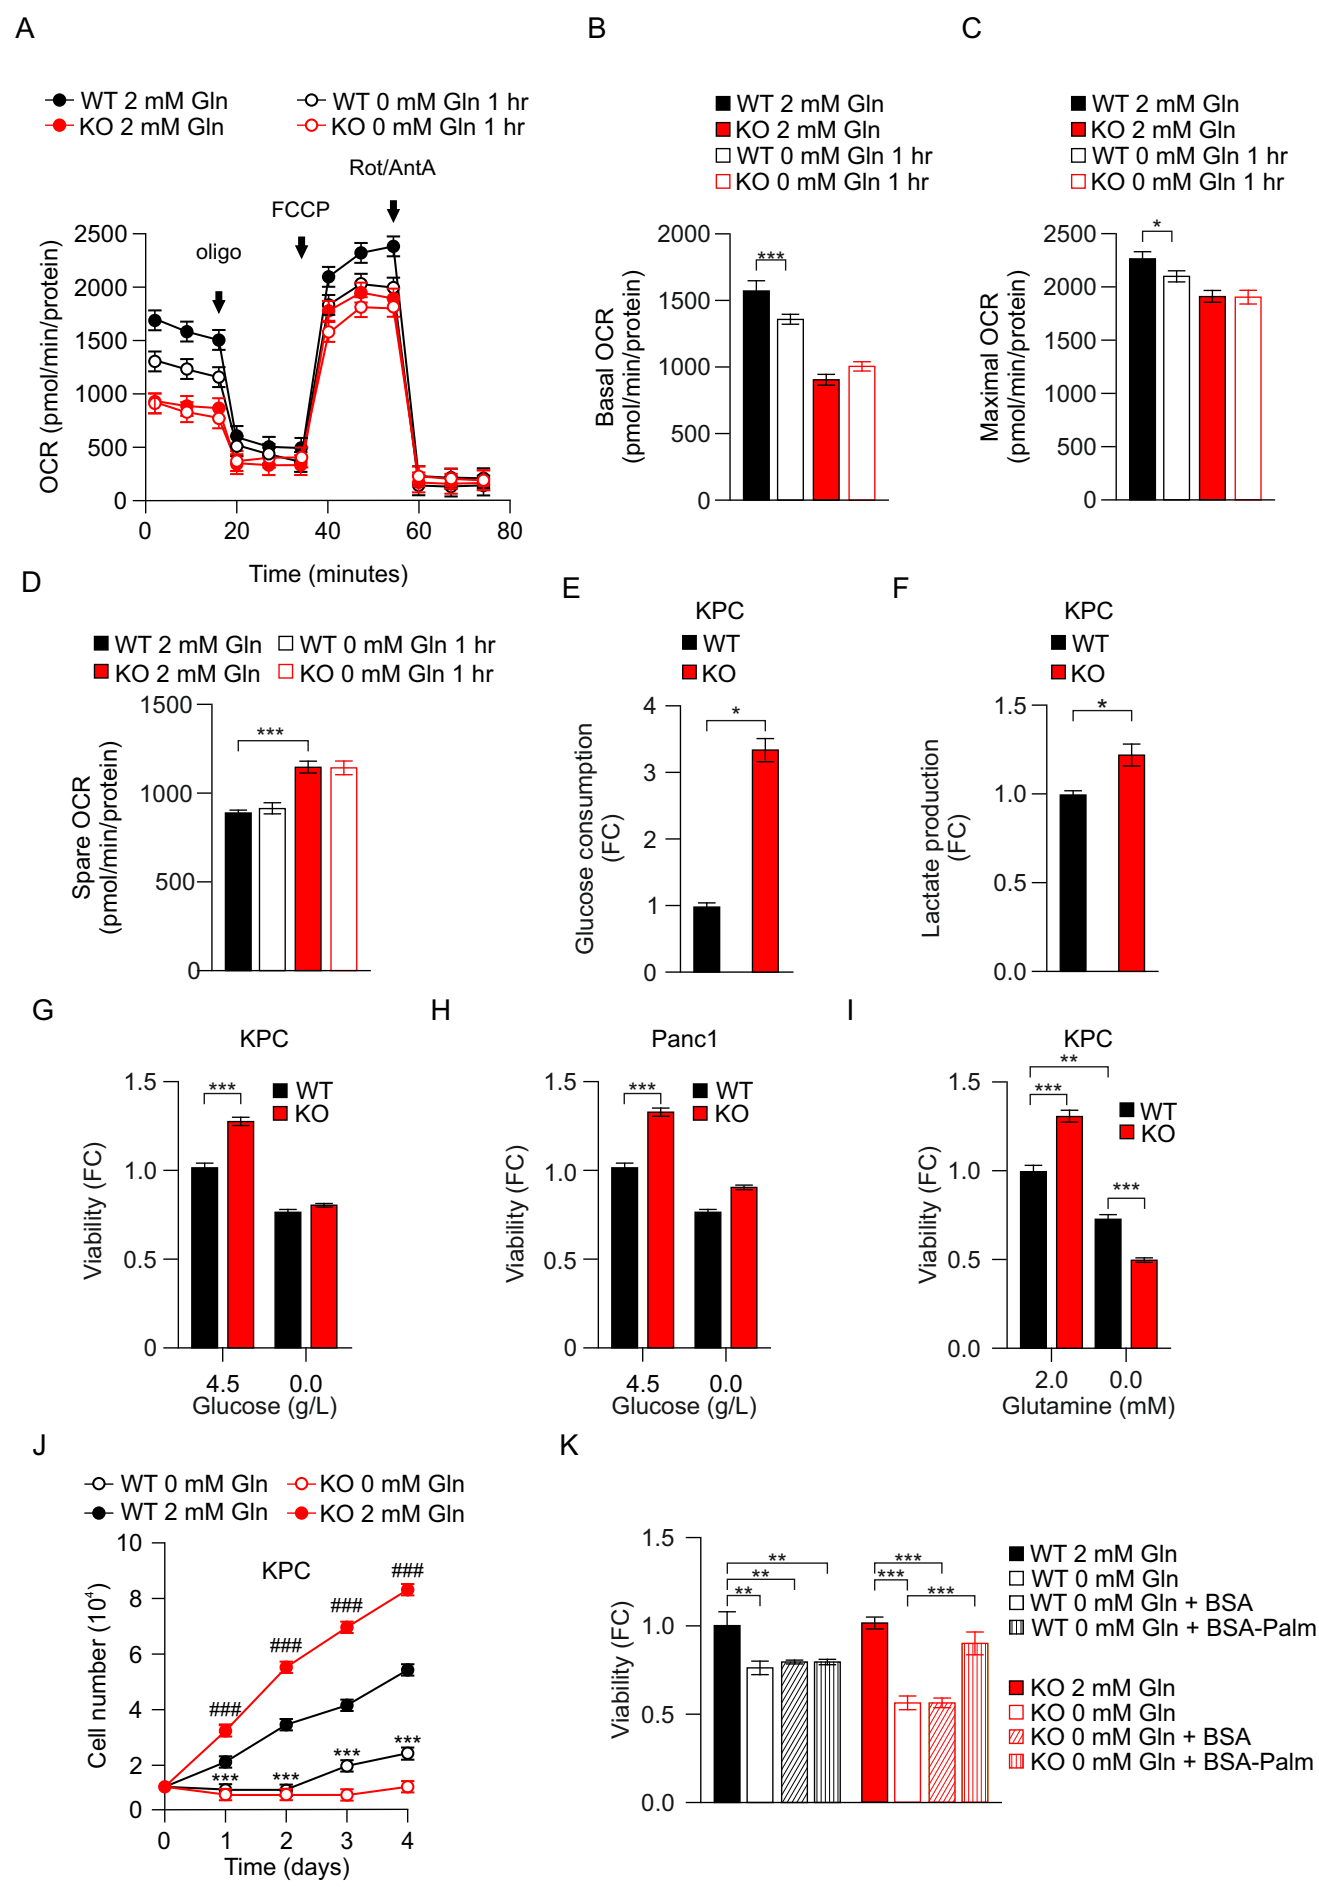 A
WT 2 mM Gln
WT 0 mM Gln 1 hr
KO 2 mM Gln
KO 0 mM Gln 1 hr
Rot/AntA
FCCP
oligo
OCR (pmol/min/protein)
2500
2000
1500
1000
500
0
0
20
40
60
80
Time (minutes)
B
WT 2 mM Gln
KO 2 mM Gln
WT 0 mM Gln 1 hr
KO 0 mM Gln 1 hr
Basal OCR
(pmol/min/protein)
2000
1500
1000
500
0
***
C
WT 2 mM Gln
KO 2 mM Gln
WT 0 mM Gln 1 hr
KO 0 mM Gln 1 hr
Maximal OCR
(pmol/min/protein)
2500
2000
1500
1000
500
0
*
D
WT 2 mM Gln
WT 0 mM Gln 1 hr
KO 2 mM Gln
KO 0 mM Gln 1 hr
Spare OCR
(pmol/min/protein)
1500
1000
500
0
***
E
KPC
WT
KO
Glucose consumption
(FC)
4
3
2
1
0
*
F
KPC
WT
KO
Lactate production
(FC)
1.5
1.0
0.5
0.0
*
G
KPC
WT
KO
Viability (FC)
1.5
1.0
0.5
0
***
4.5
0.0
Glucose (g/L)
H
Panc1
WT
KO
Viability (FC)
1.5
1.0
0.5
0
***
4.5
0.0
Glucose (g/L)
I
KPC
WT
KO
Viability (FC)
1.5
1.0
0.5
0.0
**
***
***
2.0
0.0
Glutamine (mM)
J
WT 0 mM Gln
KO 0 mM Gln
WT 2 mM Gln
KO 2 mM Gln
KPC
Cell number (10⁴)
10
8
6
4
2
0
###
###
###
###
***
***
***
***
0
1
2
3
4
Time (days)
K
Viability (FC)
1.5
1.0
0.5
0.0
**
**
**
***
***
***
WT 2 mM Gln
WT 0 mM Gln
WT 0 mM Gln + BSA
WT 0 mM Gln + BSA-Palm
KO 2 mM Gln
KO 0 mM Gln
KO 0 mM Gln + BSA
KO 0 mM Gln + BSA-Palm